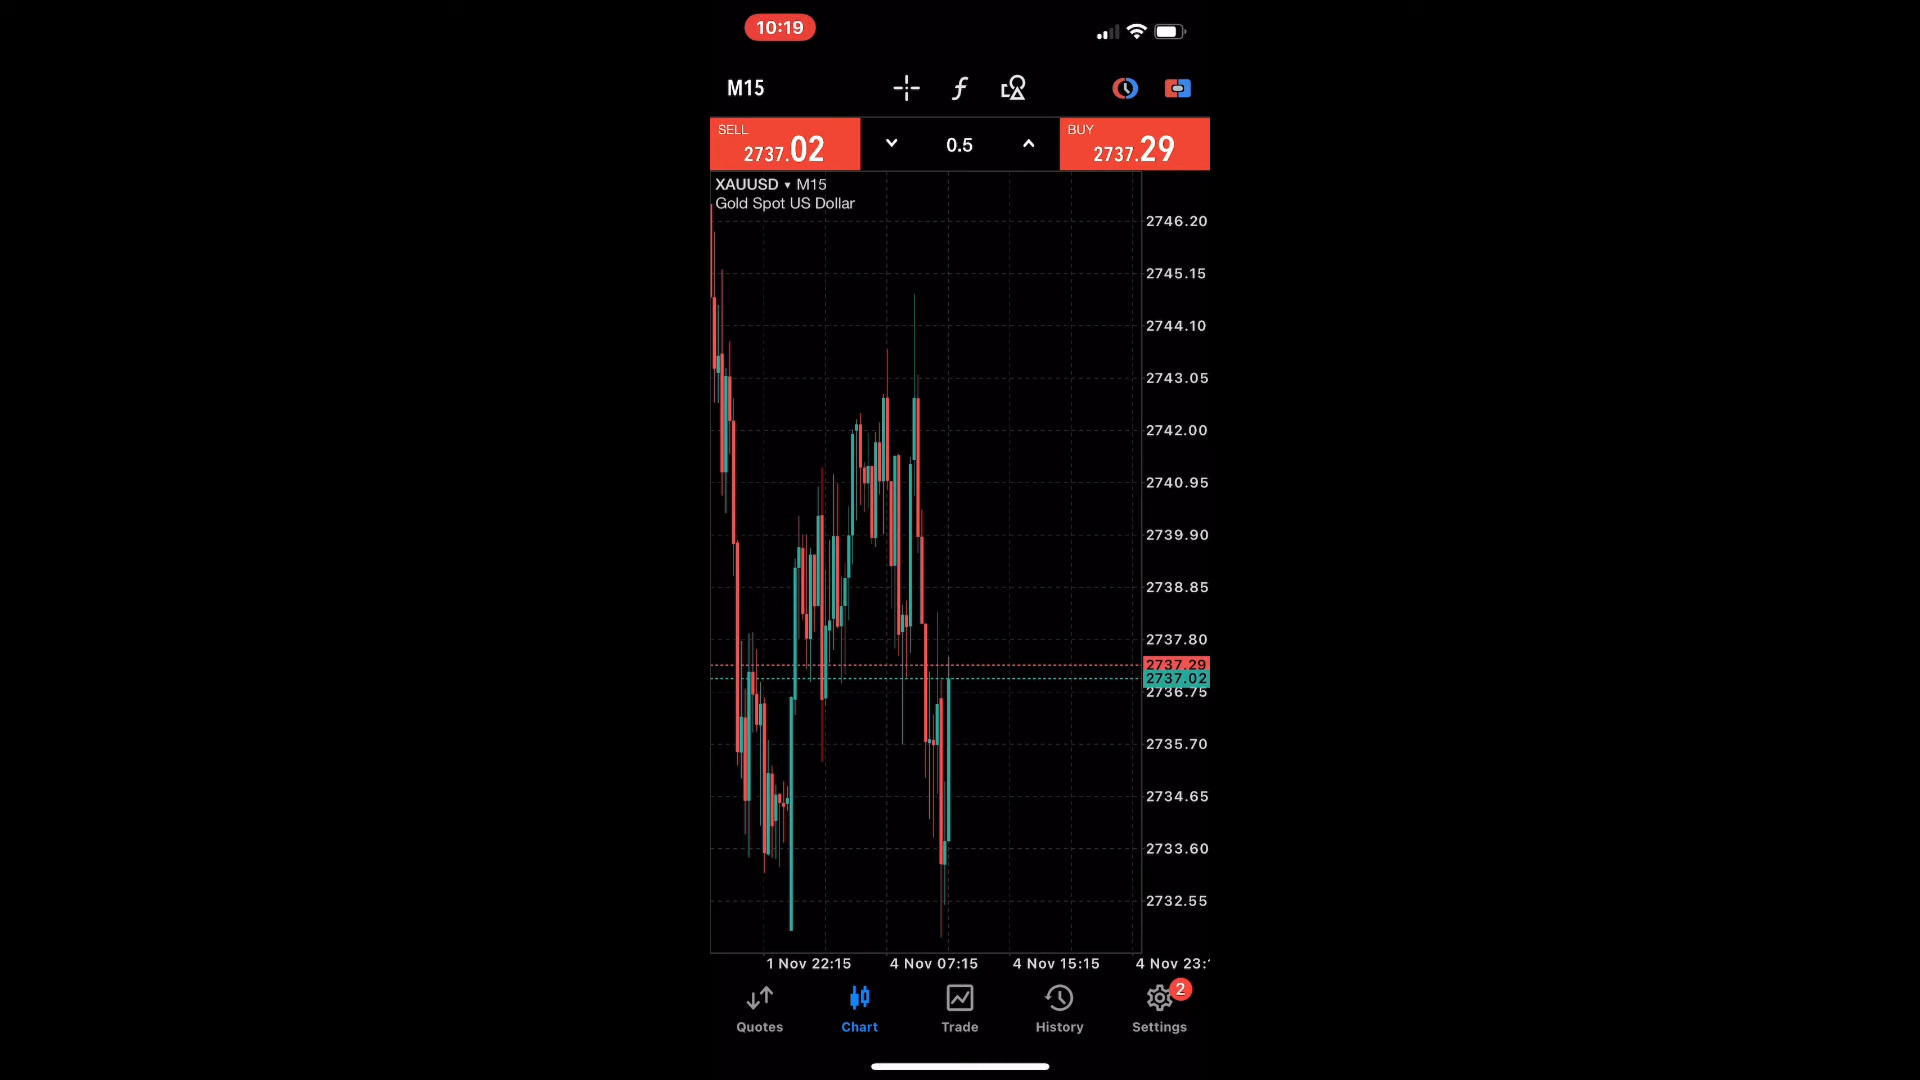 10:19
M15
SELL
2737.02
0.5
BUY
2737.29
XAUUSD ▾ M15
Gold Spot US Dollar
2746.20
2745.15
2744.10
2743.05
2742.00
2740.95
2739.90
2738.85
2737.80
2737.29
2737.02
2736.75
2735.70
2734.65
2733.60
2732.55
1 Nov 22:15
4 Nov 07:15
4 Nov 15:15
4 Nov 23:
2
Quotes
Chart
Trade
History
Settings